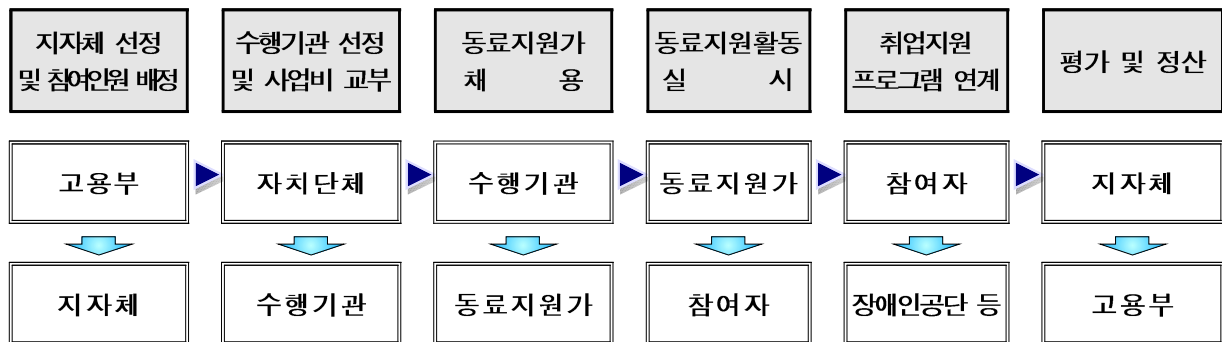 지자체 선정
및 참여인원 배정
수행기관 선정
및 사업비 교부
동료지원가
채 용
동료지원활동
실 시
취업지원
프로그램 연계
평가 및 정산
고용부
자치단체
수행기관
동료지원가
참여자
지자체
지자체
수행기관
동료지원가
참여자
장애인공단 등
고용부